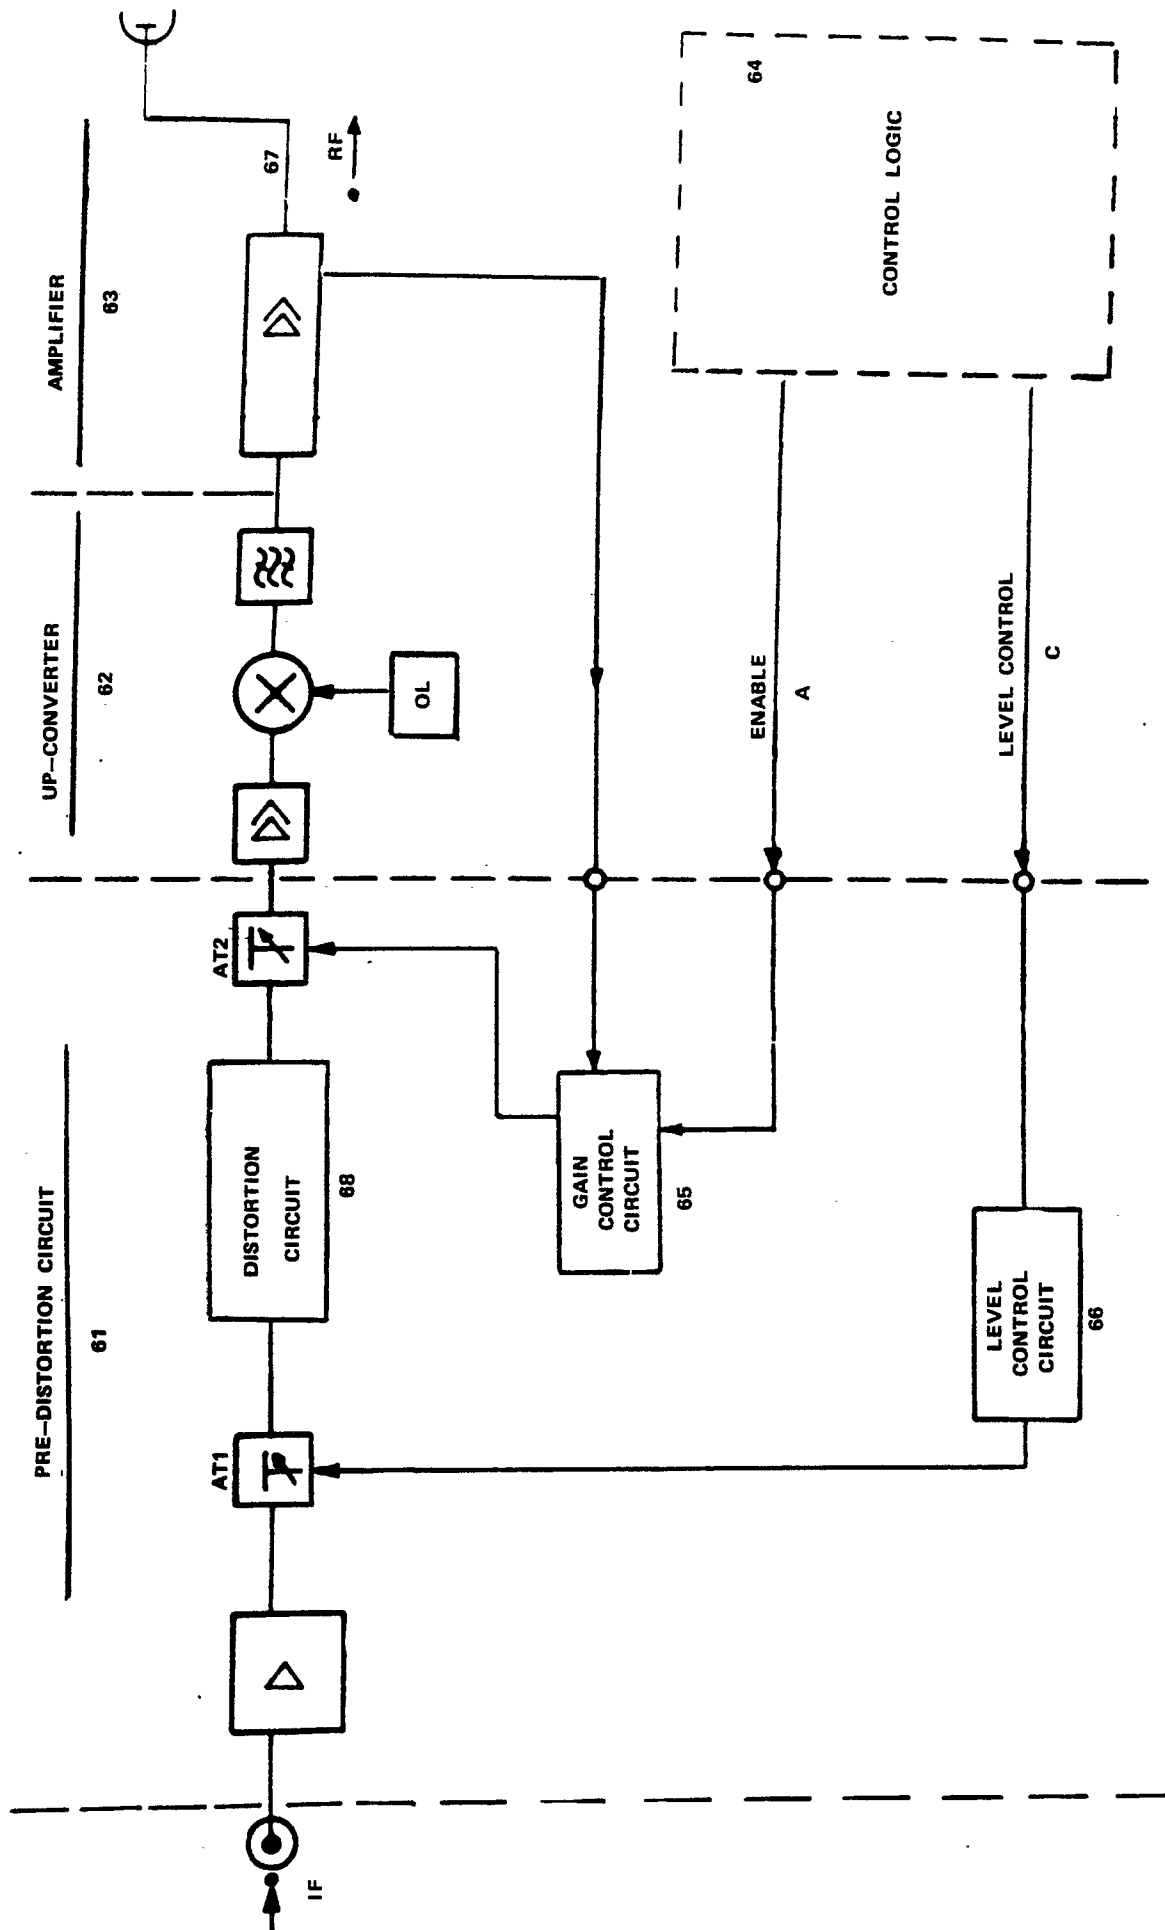 PRE–DISTORTION CIRCUIT
61
UP–CONVERTER
62
AMPLIFIER
63
IF
AT1
DISTORTION
CIRCUIT
68
AT2
OL
67
RF
GAIN
CONTROL
CIRCUIT
65
ENABLE
A
LEVEL
CONTROL
CIRCUIT
66
LEVEL CONTROL
C
64
CONTROL LOGIC